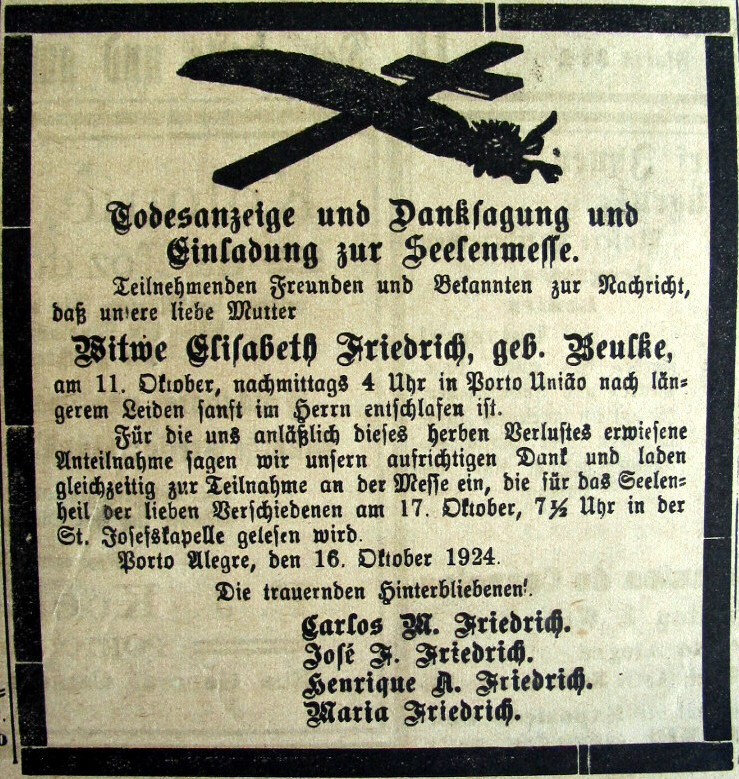 Todesanzeige und Danksagung und
Einladung zur Seelenmesse.
Teilnehmenden Freunden und Bekannten zur Nachricht,
daß unsere liebe Mutter
Witwe Elisabeth Friedrich, geb. Beulke,
am 11. Oktober, nachmittags 4 Uhr in Porto União nach län-
gerem Leiden sanft im Herrn entschlafen ist.
Für die uns anläßlich dieses herben Verlustes erwiesene
Anteilnahme sagen wir unsern aufrichtigen Dank und laden
gleichzeitig zur Teilnahme an der Messe ein, die für das Seelen-
heil der lieben Verschiedenen am 17. Oktober, 7½ Uhr in der
St. Josefskapelle gelesen wird.
Porto Alegre, den 16. Oktober 1924.
Die trauernden Hinterbliebenen:
Carlos M. Friedrich.
José F. Friedrich.
Henrique A. Friedrich.
Maria Friedrich.